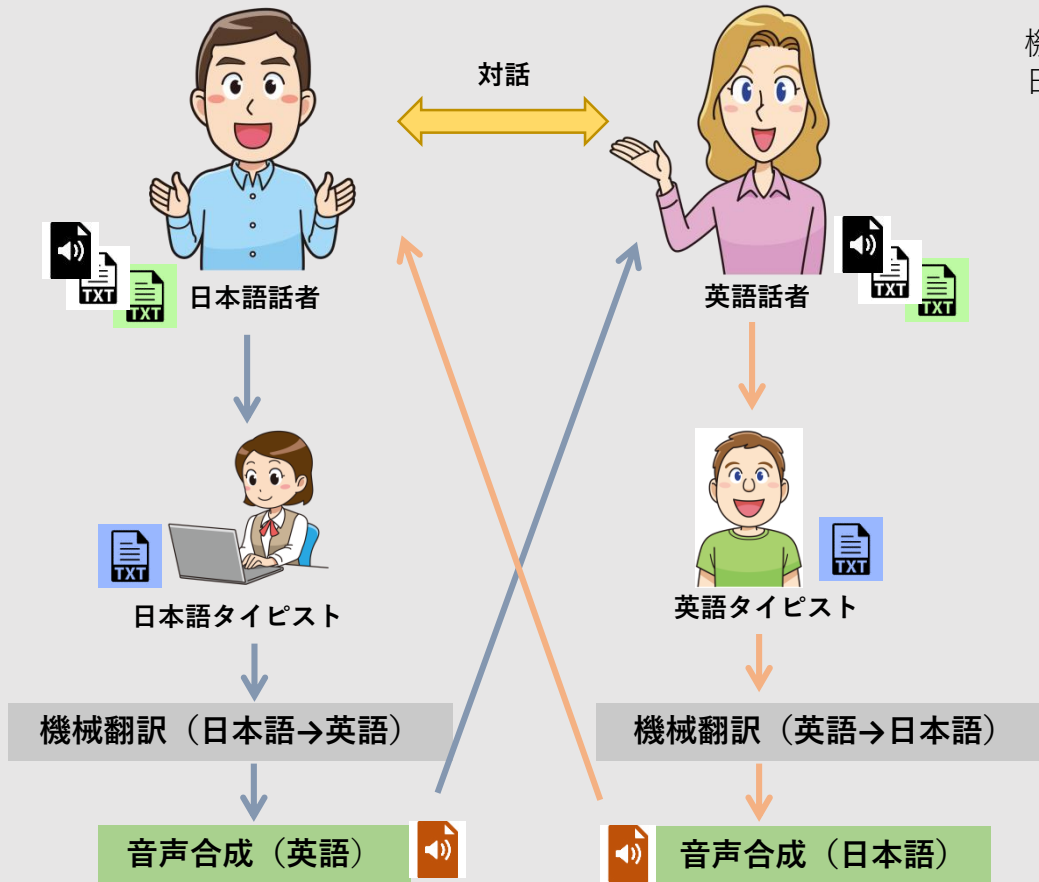 対話
機
日
日本語話者
英語話者
TXT
TXT
TXT
TXT
日本語タイピスト
英語タイピスト
TXT
TXT
機械翻訳（日本語→英語）
機械翻訳（英語→日本語）
音声合成（英語）
音声合成（日本語）